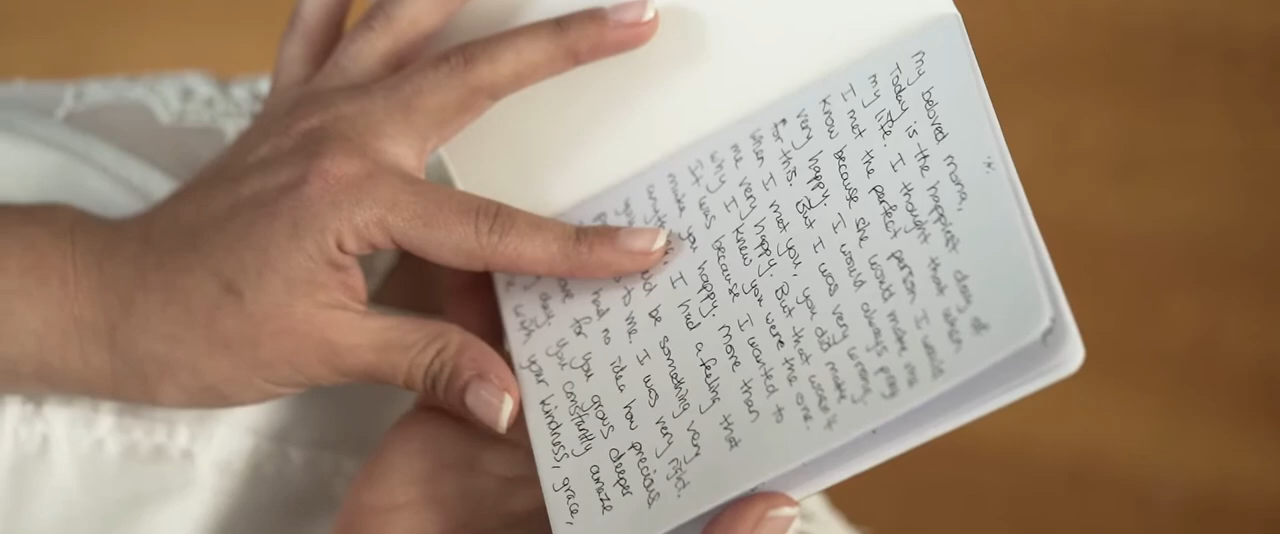 My beloved mona,
Today is the happiest day of
my life. I thought that when
I met the perfect person I would
know because she would make me
very happy. I would always pray
for this. But I was very wrong.
When I met you, you did make
me very happy. But that wasn't
why I knew you were the one.
It was because I wanted to
make you happy. More than
I had a feeling that
be something very
to me. I was very right.
had no idea how precious
for you grows deeper
day. You constantly amaze
with your kindness, grace,